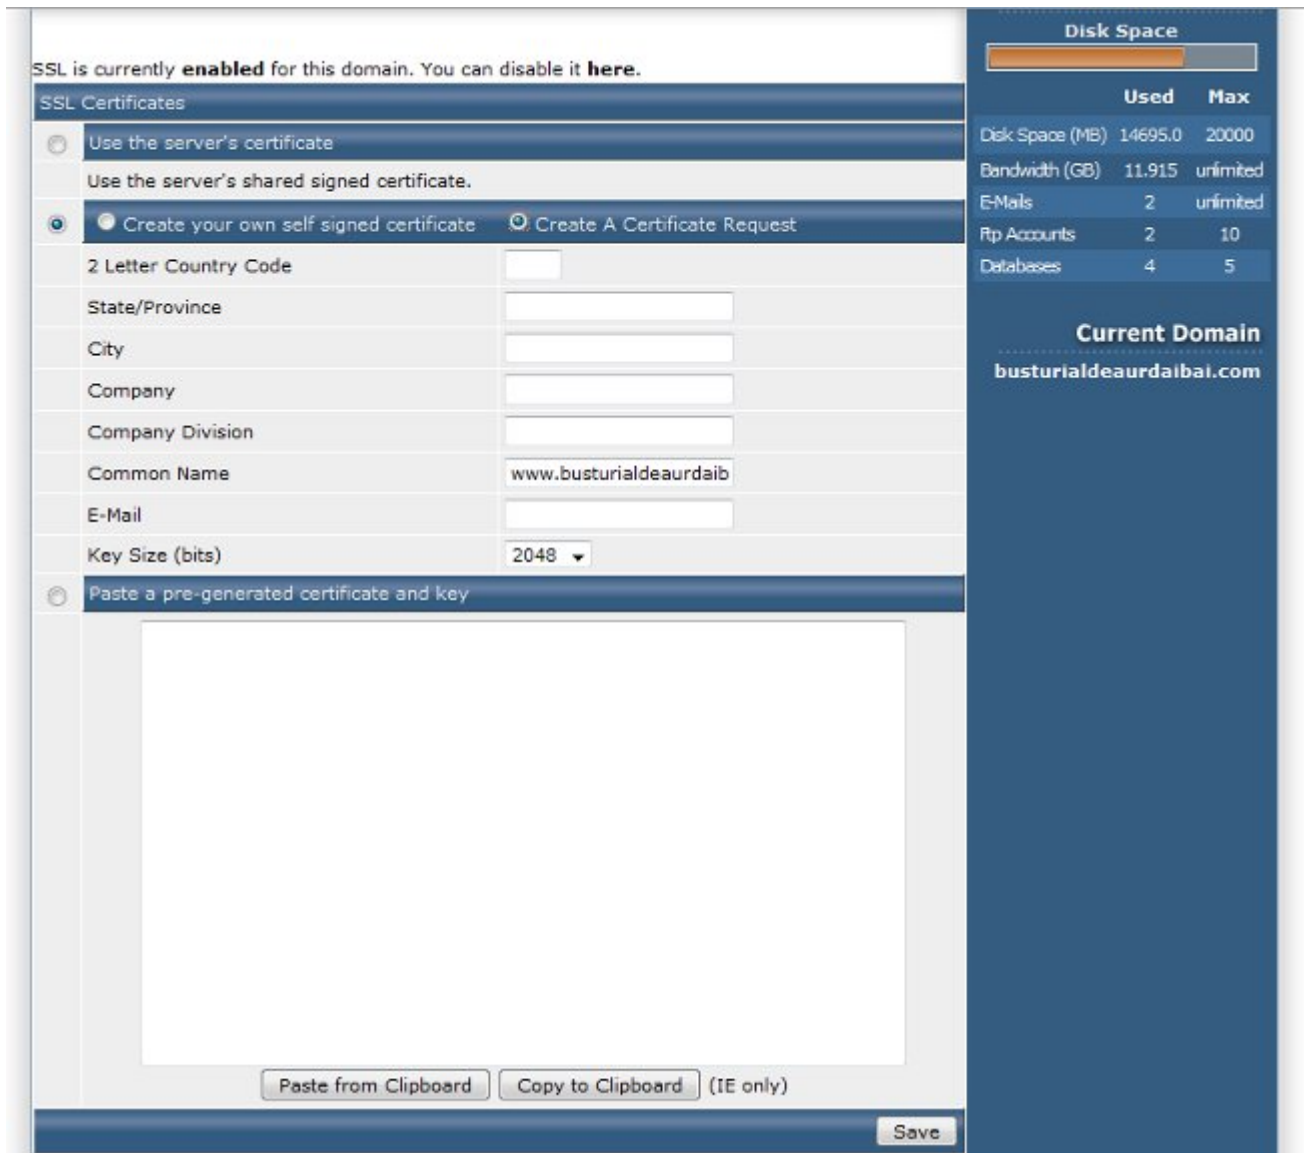 SSL is currently enabled for this domain. You can disable it here.
SSL Certificates
Use the server's certificate
Use the server's shared signed certificate.
Create your own self signed certificate Create A Certificate Request
2 Letter Country Code
State/Province
City
Company
Company Division
Common Name www.busturialdeaurdaib
E-Mail
Key Size (bits) 2048
Paste a pre-generated certificate and key
Paste from Clipboard Copy to Clipboard (IE only)
Save
Disk Space
Used Max
Disk Space (MB) 14695.0 20000
Bandwidth (GB) 11.915 unlimited
E-Mails 2 unlimited
Ftp Accounts 2 10
Databases 4 5
Current Domain
busturialdeaurdaibai.com